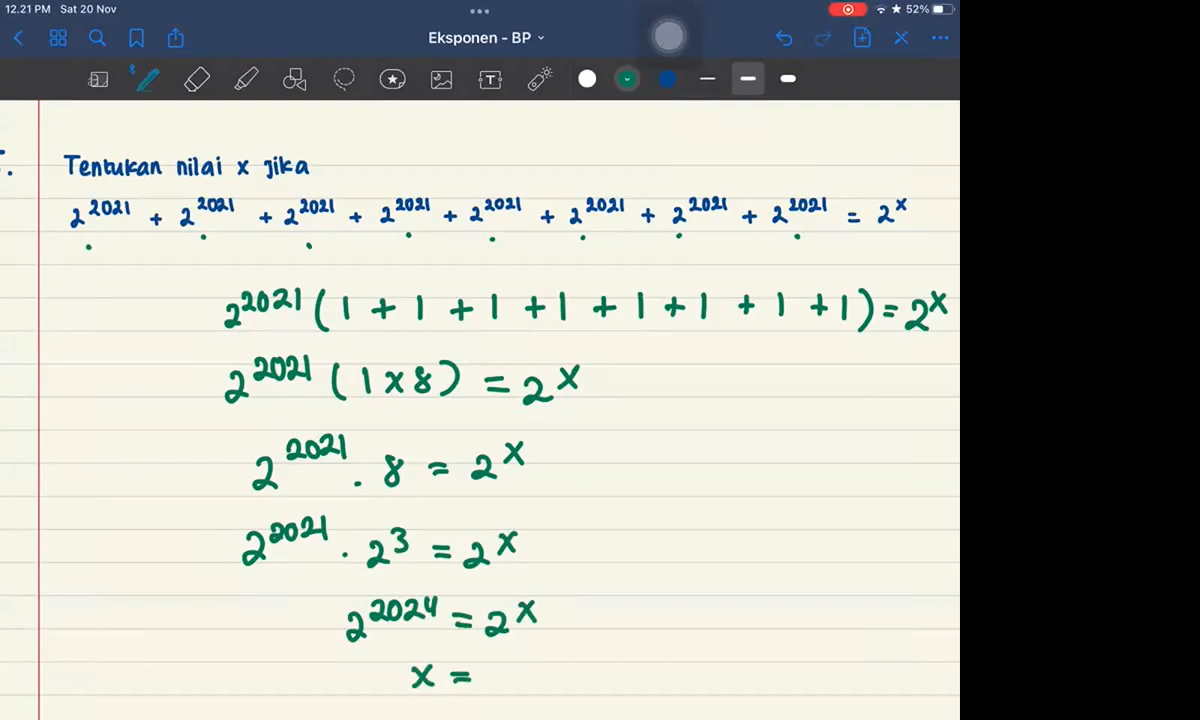 12.21 PM Sat 20 Nov
52%
Eksponen - BP
T
Tentukan nilai x jika
2^2021 + 2^2021 + 2^2021 + 2^2021 + 2^2021 + 2^2021 + 2^2021 + 2^2021 = 2^x
2^2021 (1 + 1 + 1 + 1 + 1 + 1 + 1 + 1) = 2^x
2^2021 (1 x 8) = 2^x
2^2021 . 8 = 2^x
2^2021 . 2^3 = 2^x
2^2024 = 2^x
x =